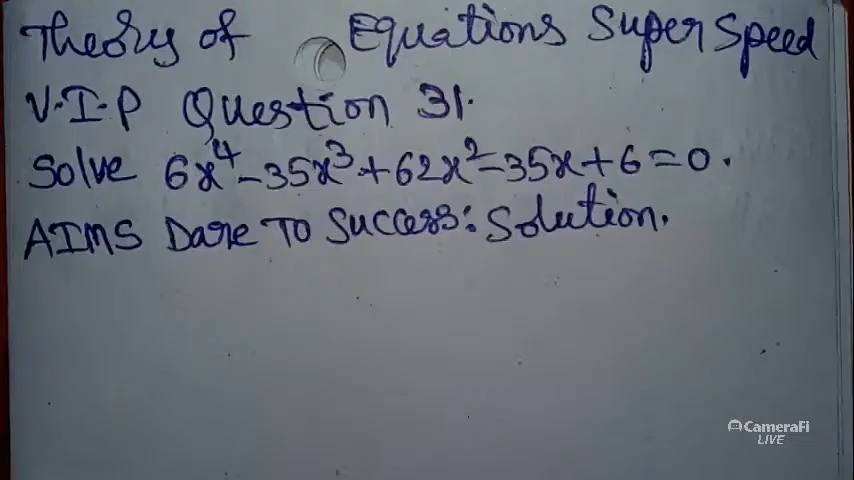 Theory of Equations Super Speed
V.I.P Question 31.
Solve 6x⁴-35x³+62x²-35x+6=0.
AIMS Dare To Success: Solution.
CameraFi
LIVE